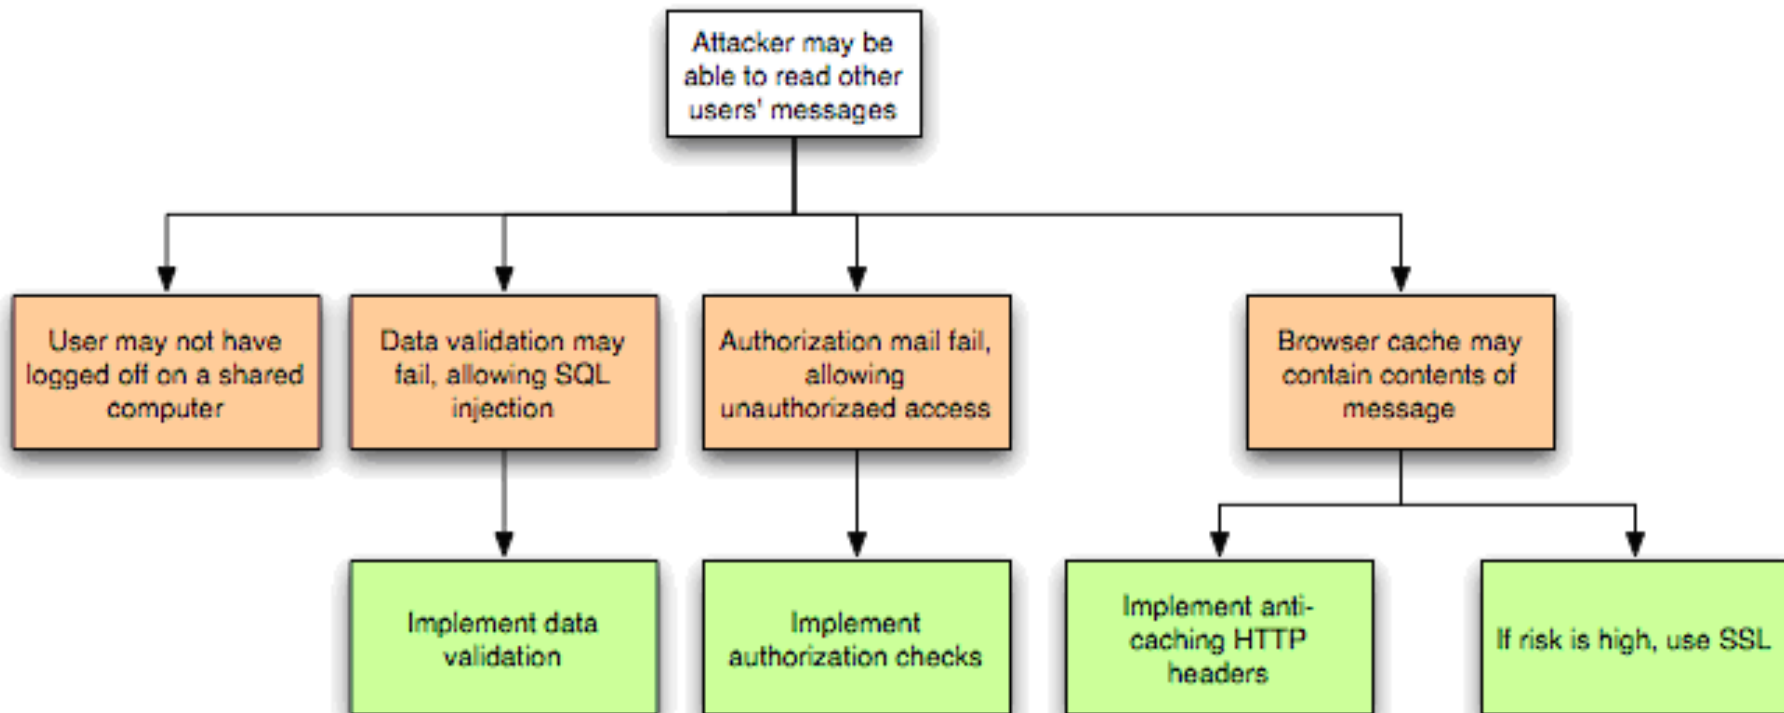 Attacker may be
able to read other
users' messages
User may not have
logged off on a shared
computer
Data validation may
fail, allowing SQL
injection
Authorization mail fail,
allowing
unauthorizaed access
Browser cache may
contain contents of
message
Implement data
validation
Implement
authorization checks
Implement anti-
caching HTTP
headers
If risk is high, use SSL